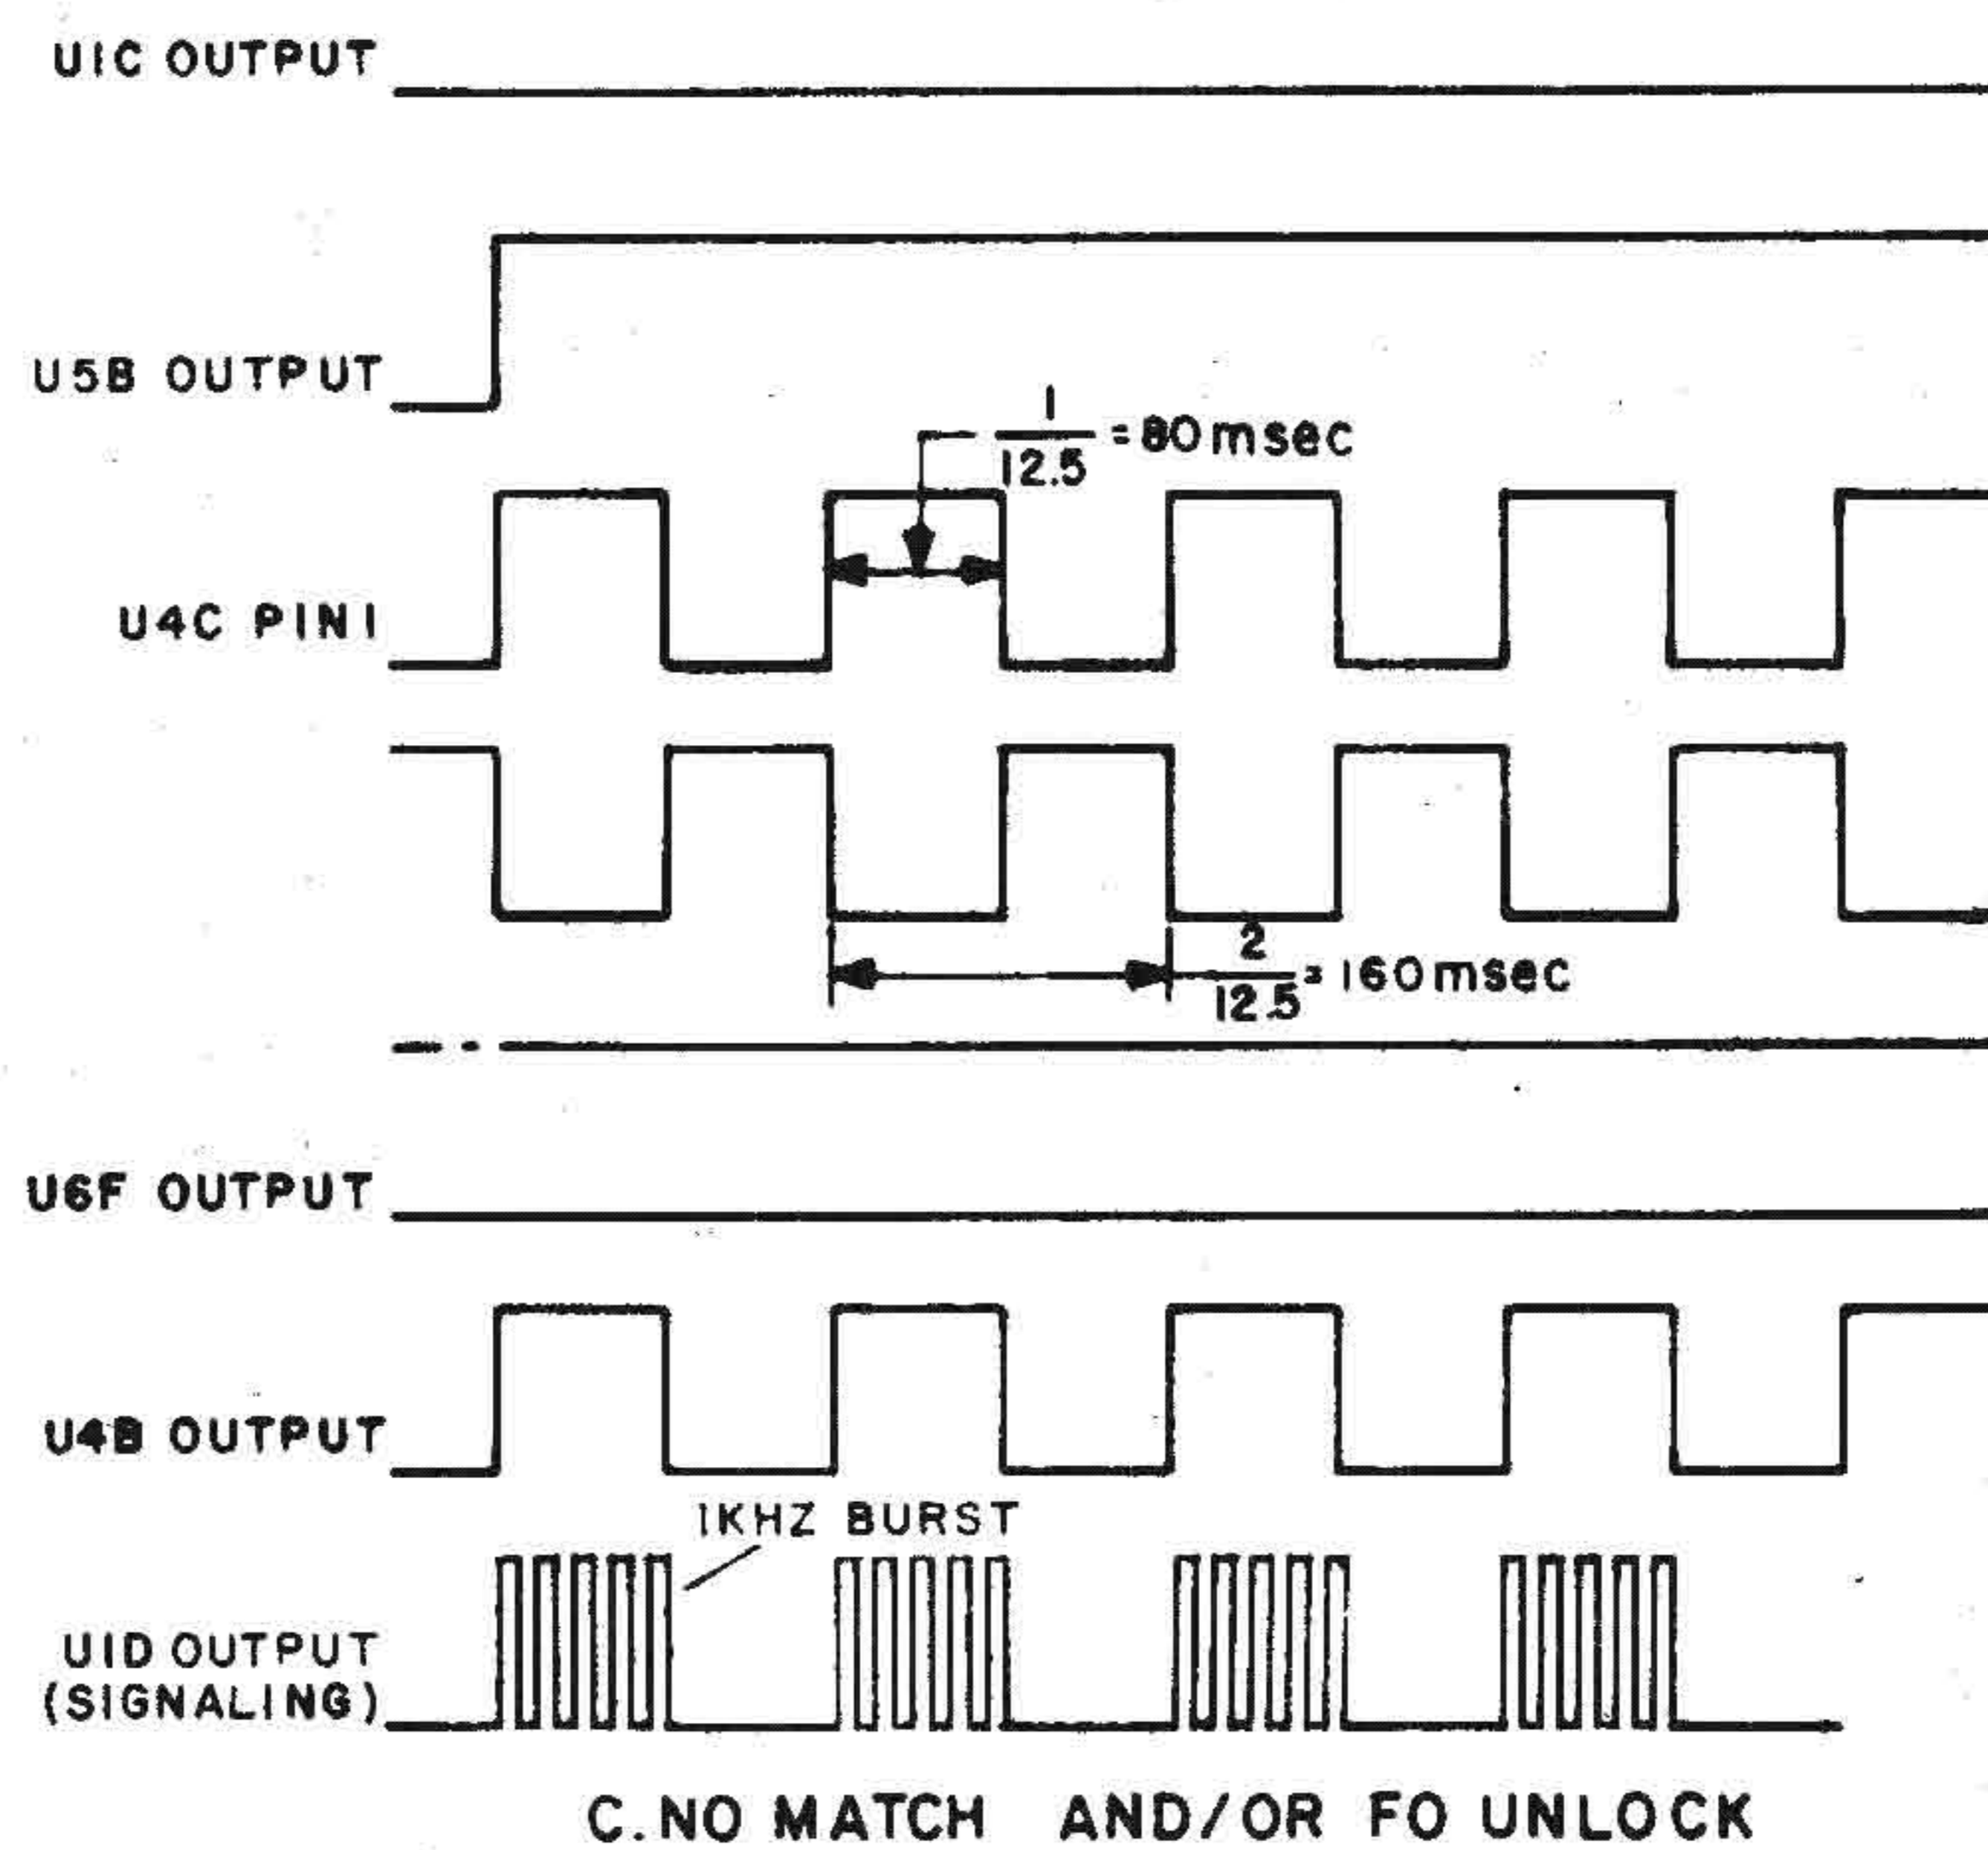 U1C OUTPUT
U5B OUTPUT
1
12.5
= 80 msec
U4C PIN 1
2
12.5
= 160 msec
U6F OUTPUT
U4B OUTPUT
1KHZ BURST
U1D OUTPUT
(SIGNALING)
C. NO MATCH AND/OR FO UNLOCK